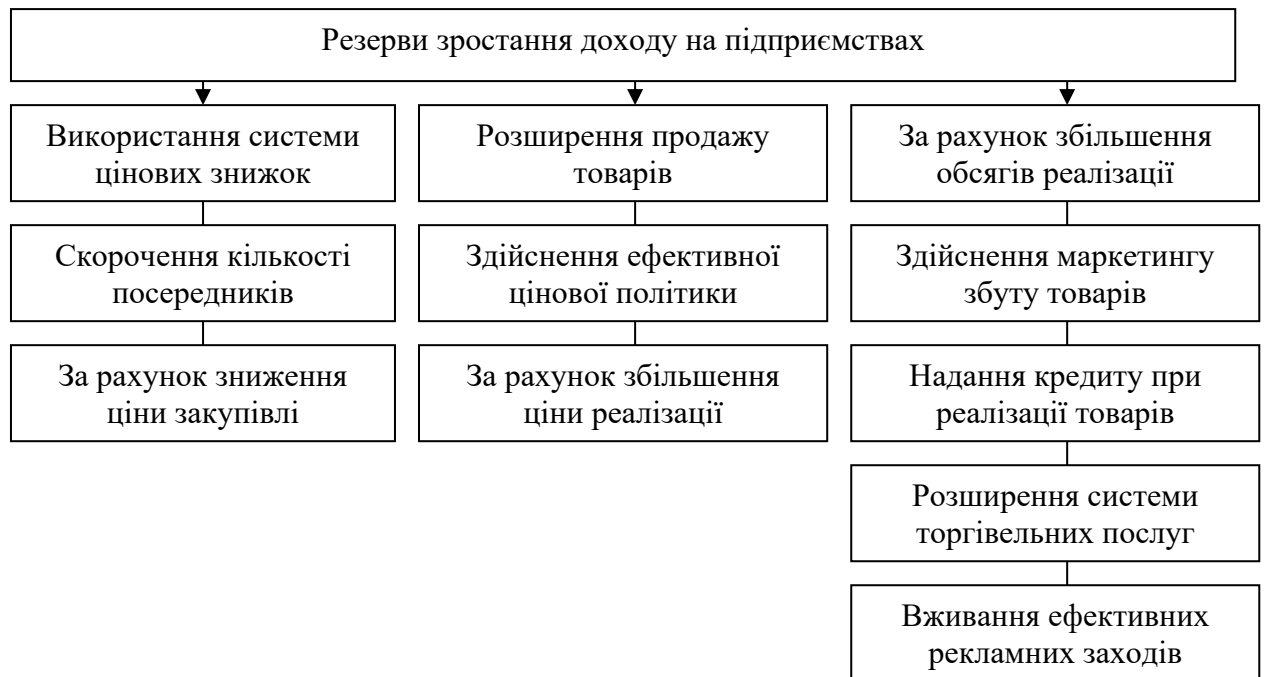 Резерви зростання доходу на підприємствах
Використання системи
цінових знижок
Скорочення кількості
посередників
За рахунок зниження
ціни закупівлі
Розширення продажу
товарів
Здійснення ефективної
цінової політики
За рахунок збільшення
ціни реалізації
За рахунок збільшення
обсягів реалізації
Здійснення маркетингу
збуту товарів
Надання кредиту при
реалізації товарів
Розширення системи
торгівельних послуг
Вживання ефективних
рекламних заходів